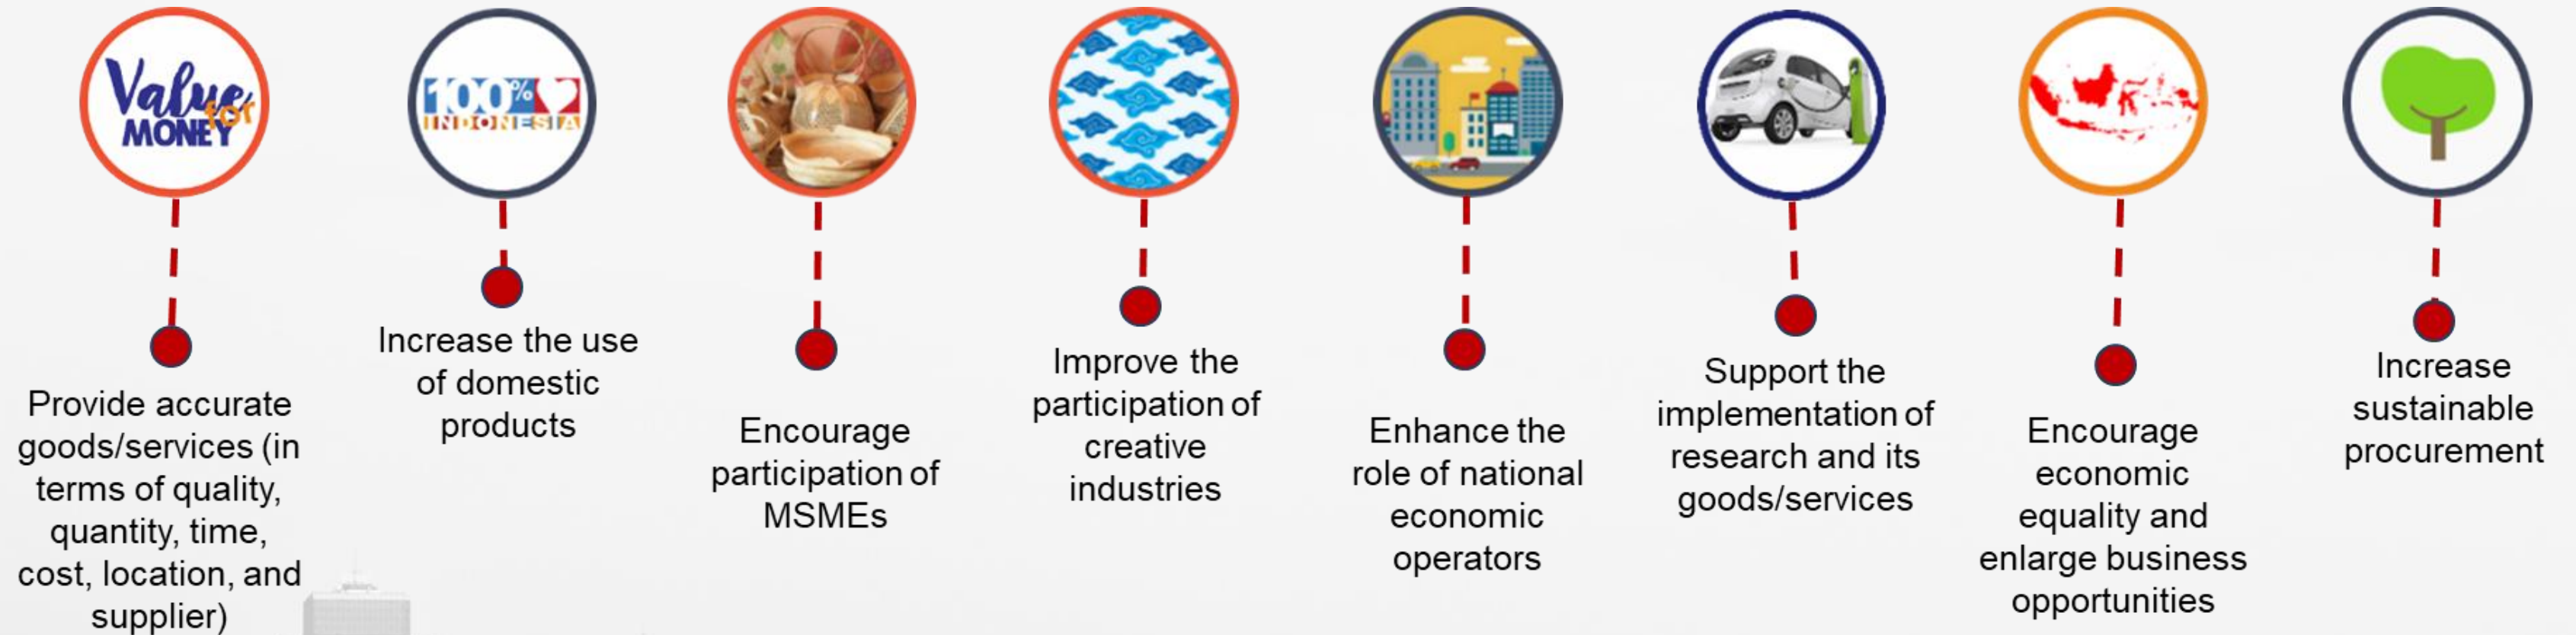 Value for
MONEY
100%
INDONESIA
Provide accurate
goods/services (in
terms of quality,
quantity, time,
cost, location, and
supplier)
Increase the use
of domestic
products
Encourage
participation of
MSMEs
Improve the
participation of
creative
industries
Enhance the
role of national
economic
operators
Support the
implementation of
research and its
goods/services
Encourage
economic
equality and
enlarge business
opportunities
Increase
sustainable
procurement